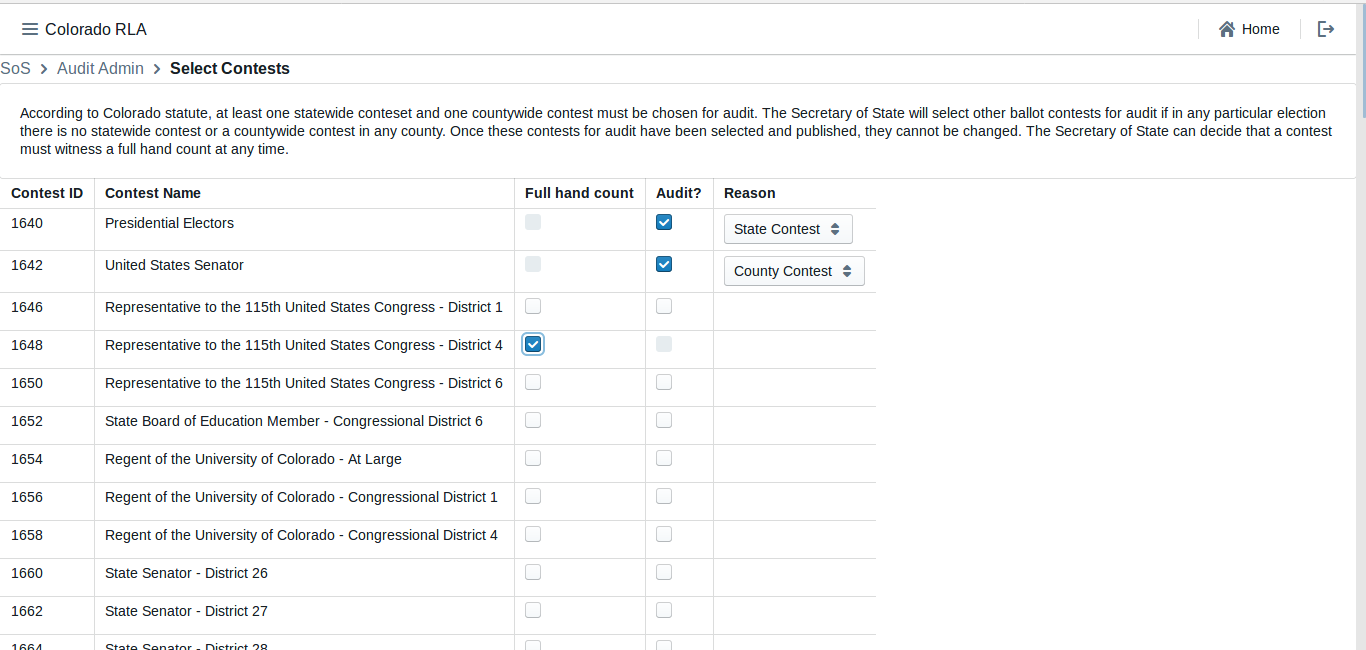 Colorado RLA Home
SoS > Audit Admin > Select Contests
According to Colorado statute, at least one statewide conteset and one countywide contest must be chosen for audit. The Secretary of State will select other ballot contests for audit if in any particular election
there is no statewide contest or a countywide contest in any county. Once these contests for audit have been selected and published, they cannot be changed. The Secretary of State can decide that a contest
must witness a full hand count at any time.
Contest ID Contest Name Full hand count Audit? Reason
1640 Presidential Electors State Contest
1642 United States Senator County Contest
1646 Representative to the 115th United States Congress - District 1
1648 Representative to the 115th United States Congress - District 4
1650 Representative to the 115th United States Congress - District 6
1652 State Board of Education Member - Congressional District 6
1654 Regent of the University of Colorado - At Large
1656 Regent of the University of Colorado - Congressional District 1
1658 Regent of the University of Colorado - Congressional District 4
1660 State Senator - District 26
1662 State Senator - District 27
1664 State Senator - District 28